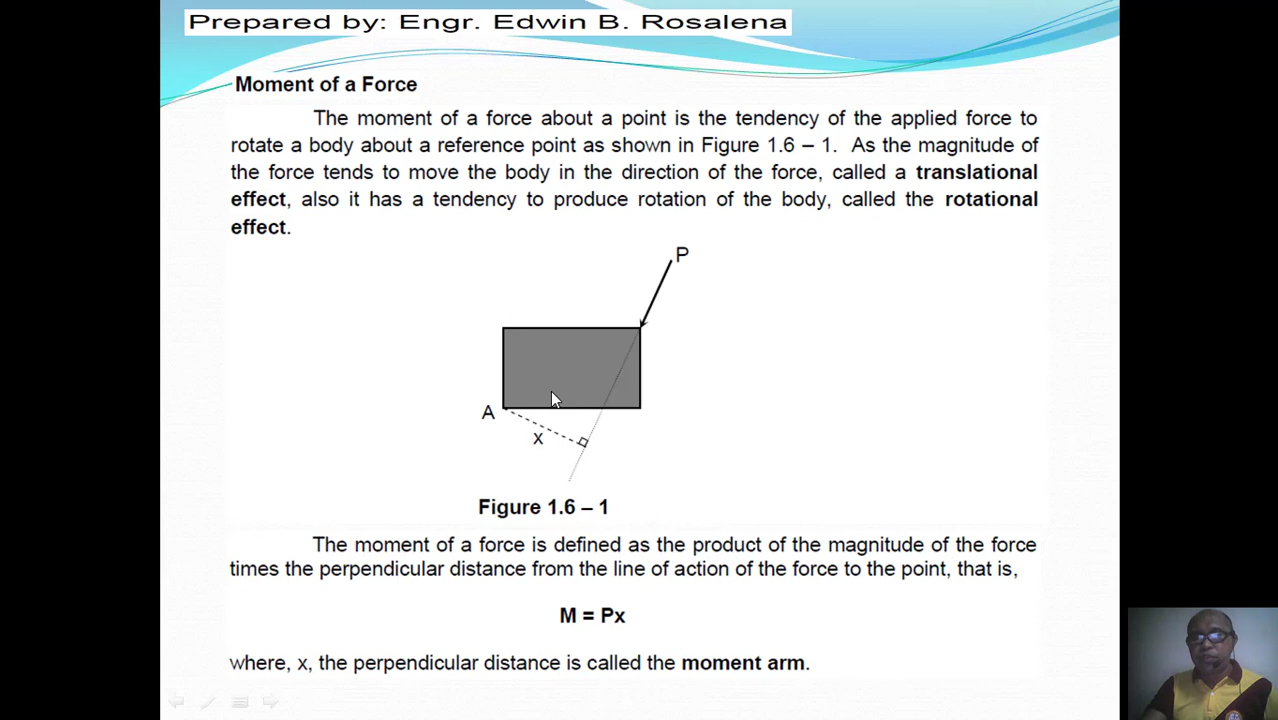 Prepared by: Engr. Edwin B. Rosalena
Moment of a Force
The moment of a force about a point is the tendency of the applied force to
rotate a body about a reference point as shown in Figure 1.6 – 1. As the magnitude of
the force tends to move the body in the direction of the force, called a translational
effect, also it has a tendency to produce rotation of the body, called the rotational
effect.
P
A
x
Figure 1.6 – 1
The moment of a force is defined as the product of the magnitude of the force
times the perpendicular distance from the line of action of the force to the point, that is,
M = Px
where, x, the perpendicular distance is called the moment arm.